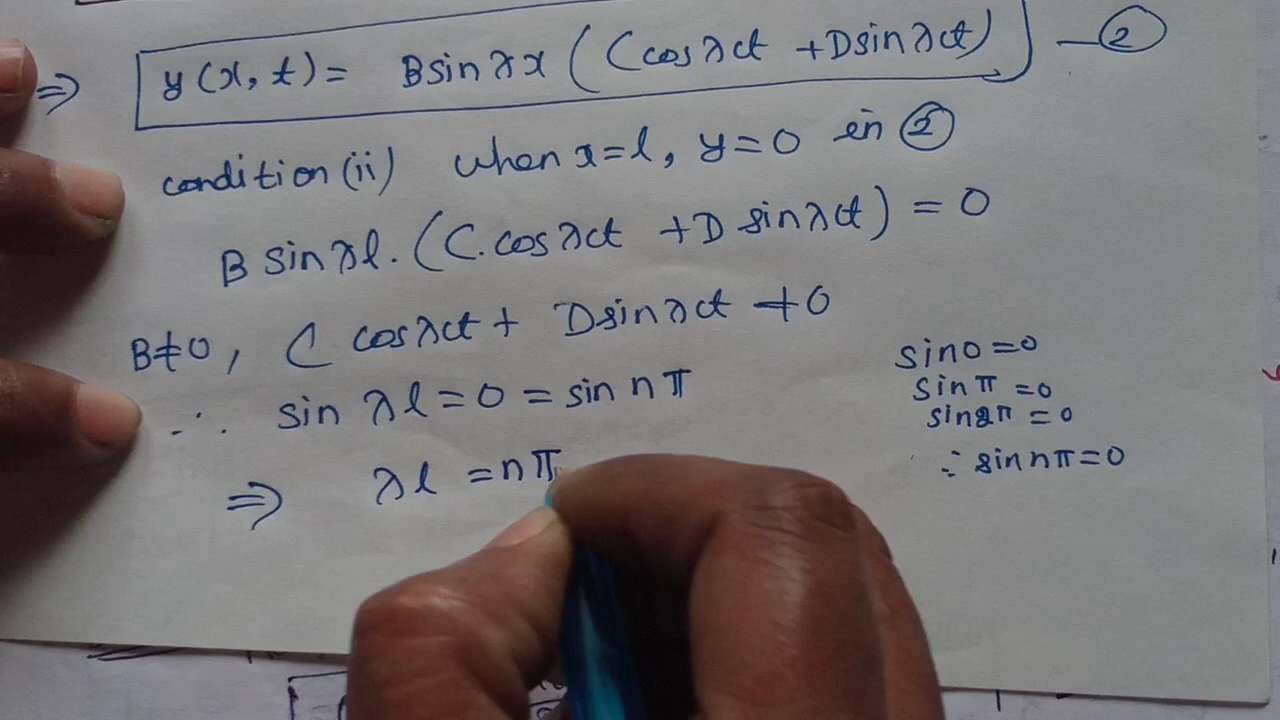 ⇒ y(x, t) = B sin λx (C cos λct + D sin λct) — ②
condition (ii) when x=l, y=0 in ②
B sin λl. (C. cos λct + D sin λct) = 0
B≠0, C cos λct + D sin λct ≠ 0
∴ sin λl = 0 = sin nπ
⇒ λl = nπ
sin 0 = 0
sin π = 0
sin 2π = 0
∴ sin nπ = 0